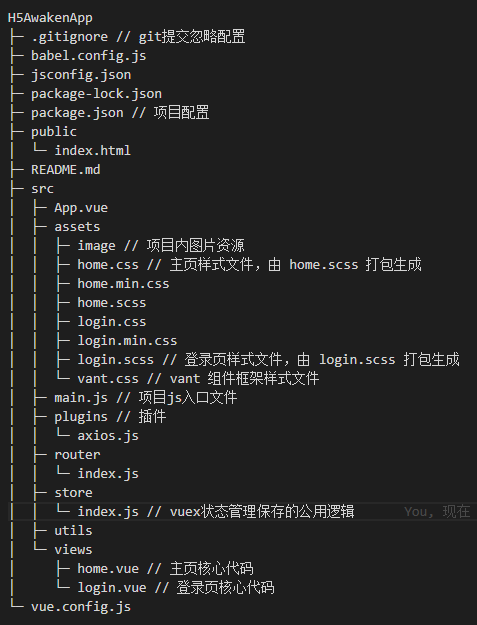 H5AwakenApp
├─ .gitignore // git提交忽略配置
├─ babel.config.js
├─ jsconfig.json
├─ package-lock.json
├─ package.json // 项目配置
├─ public
│  └─ index.html
├─ README.md
├─ src
│  ├─ App.vue
│  ├─ assets
│  │  ├─ image // 项目内图片资源
│  │  ├─ home.css // 主页样式文件，由 home.scss 打包生成
│  │  ├─ home.min.css
│  │  ├─ home.scss
│  │  ├─ login.css
│  │  ├─ login.min.css
│  │  ├─ login.scss // 登录页样式文件，由 login.scss 打包生成
│  │  └─ vant.css // vant 组件框架样式文件
│  ├─ main.js // 项目js入口文件
│  ├─ plugins // 插件
│  │  └─ axios.js
│  ├─ router
│  │  └─ index.js
│  ├─ store
│  │  └─ index.js // vuex状态管理保存的公用逻辑 You, 现在
│  ├─ utils
│  └─ views
│     ├─ home.vue // 主页核心代码
│     └─ login.vue // 登录页核心代码
└─ vue.config.js